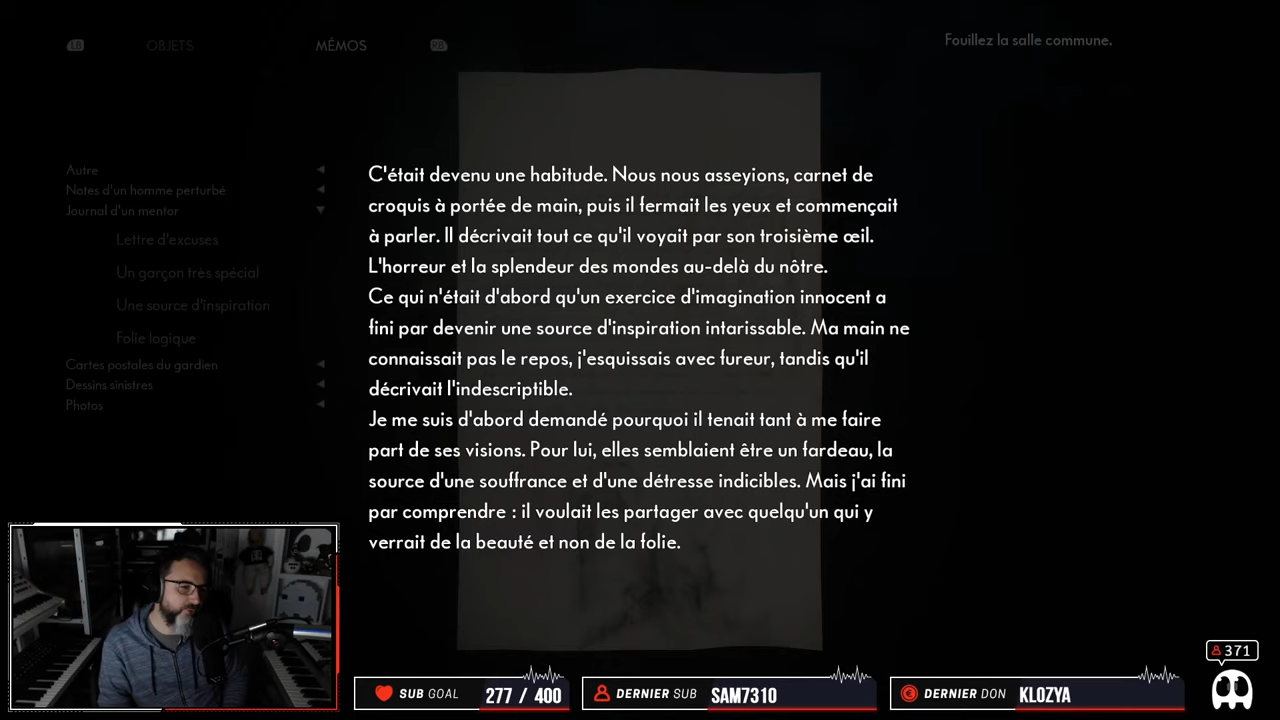 LB OBJETS MÉMOS RB
Fouillez la salle commune.
Autre
Notes d'un homme perturbé
Journal d'un mentor
Lettre d'excuses
Un garçon très spécial
Une source d'inspiration
Folie logique
Cartes postales du gardien
Dessins sinistres
Photos
C'était devenu une habitude. Nous nous asseyions, carnet de
croquis à portée de main, puis il fermait les yeux et commençait
à parler. Il décrivait tout ce qu'il voyait par son troisième œil.
L'horreur et la splendeur des mondes au-delà du nôtre.
Ce qui n'était d'abord qu'un exercice d'imagination innocent a
fini par devenir une source d'inspiration intarissable. Ma main ne
connaissait pas le repos, j'esquissais avec fureur, tandis qu'il
décrivait l'indescriptible.
Je me suis d'abord demandé pourquoi il tenait tant à me faire
part de ses visions. Pour lui, elles semblaient être un fardeau, la
source d'une souffrance et d'une détresse indicibles. Mais j'ai fini
par comprendre : il voulait les partager avec quelqu'un qui y
verrait de la beauté et non de la folie.
371
SUB GOAL 277 / 400
DERNIER SUB SAM7310
DERNIER DON KLOZYA